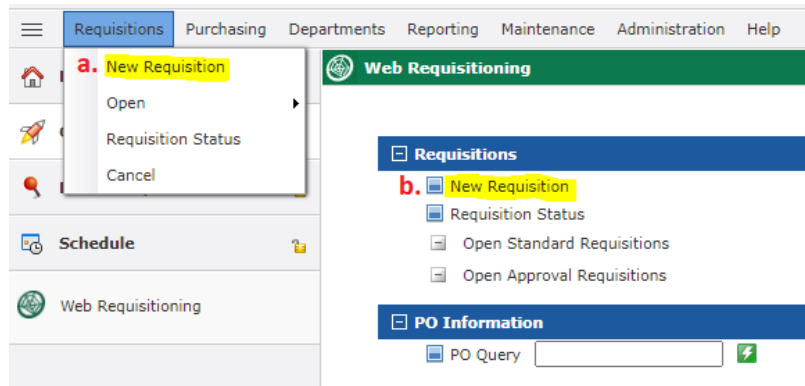 Requisitions Purchasing Departments Reporting Maintenance Administration Help
a. New Requisition
Open
Requisition Status
Cancel
Schedule
Web Requisitioning
Web Requisitioning
Requisitions
b. New Requisition
Requisition Status
Open Standard Requisitions
Open Approval Requisitions
PO Information
PO Query